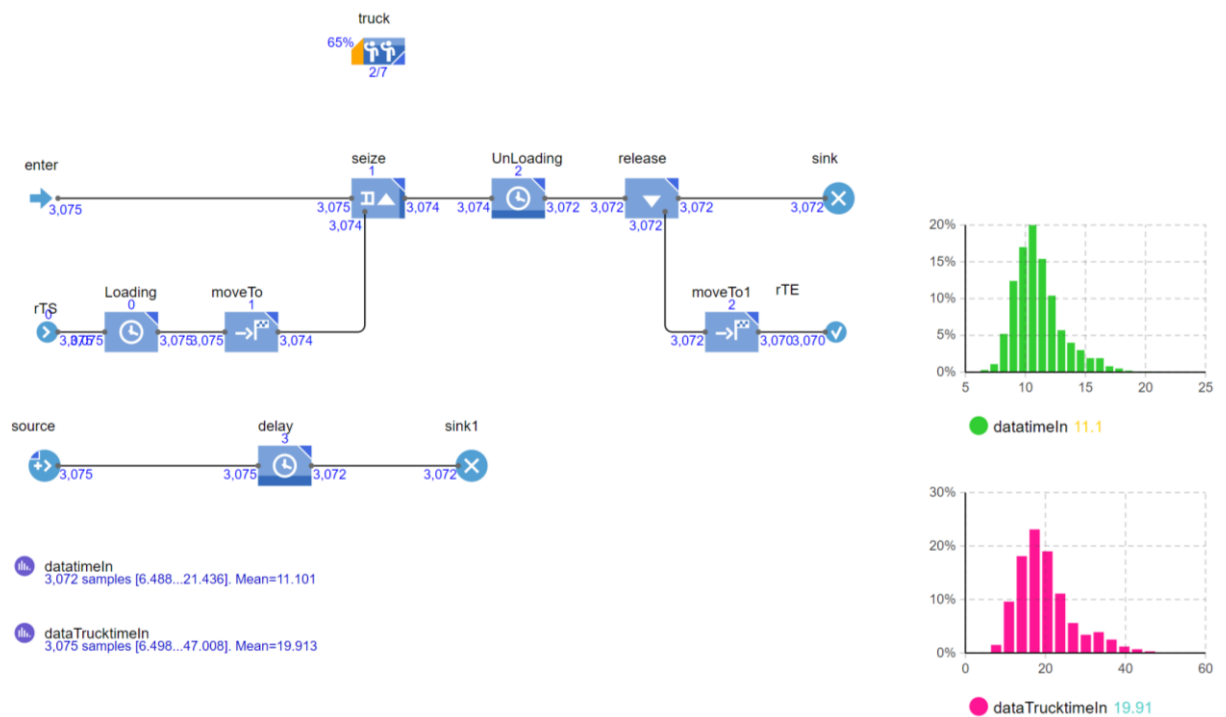 truck
65%
2/7
enter
3,075
seize
1
3,075
3,074
3,074
UnLoading
2
3,074
3,072
release
3,072
3,072
3,072
sink
3,072
rTS
0
Loading
0
3,075
3,075
moveTo
1
3,075
3,074
moveTo1
2
3,072
3,070
rTE
3,070
source
3,075
delay
3
3,075
3,072
sink1
3,072
datatimeIn
3,072 samples [6.488...21.436]. Mean=11.101
dataTrucktimeIn
3,075 samples [6.498...47.008]. Mean=19.913
20%
15%
10%
5%
0%
5
10
15
20
25
datatimeIn 11.1
30%
20%
10%
0%
0
20
40
60
dataTrucktimeIn 19.91